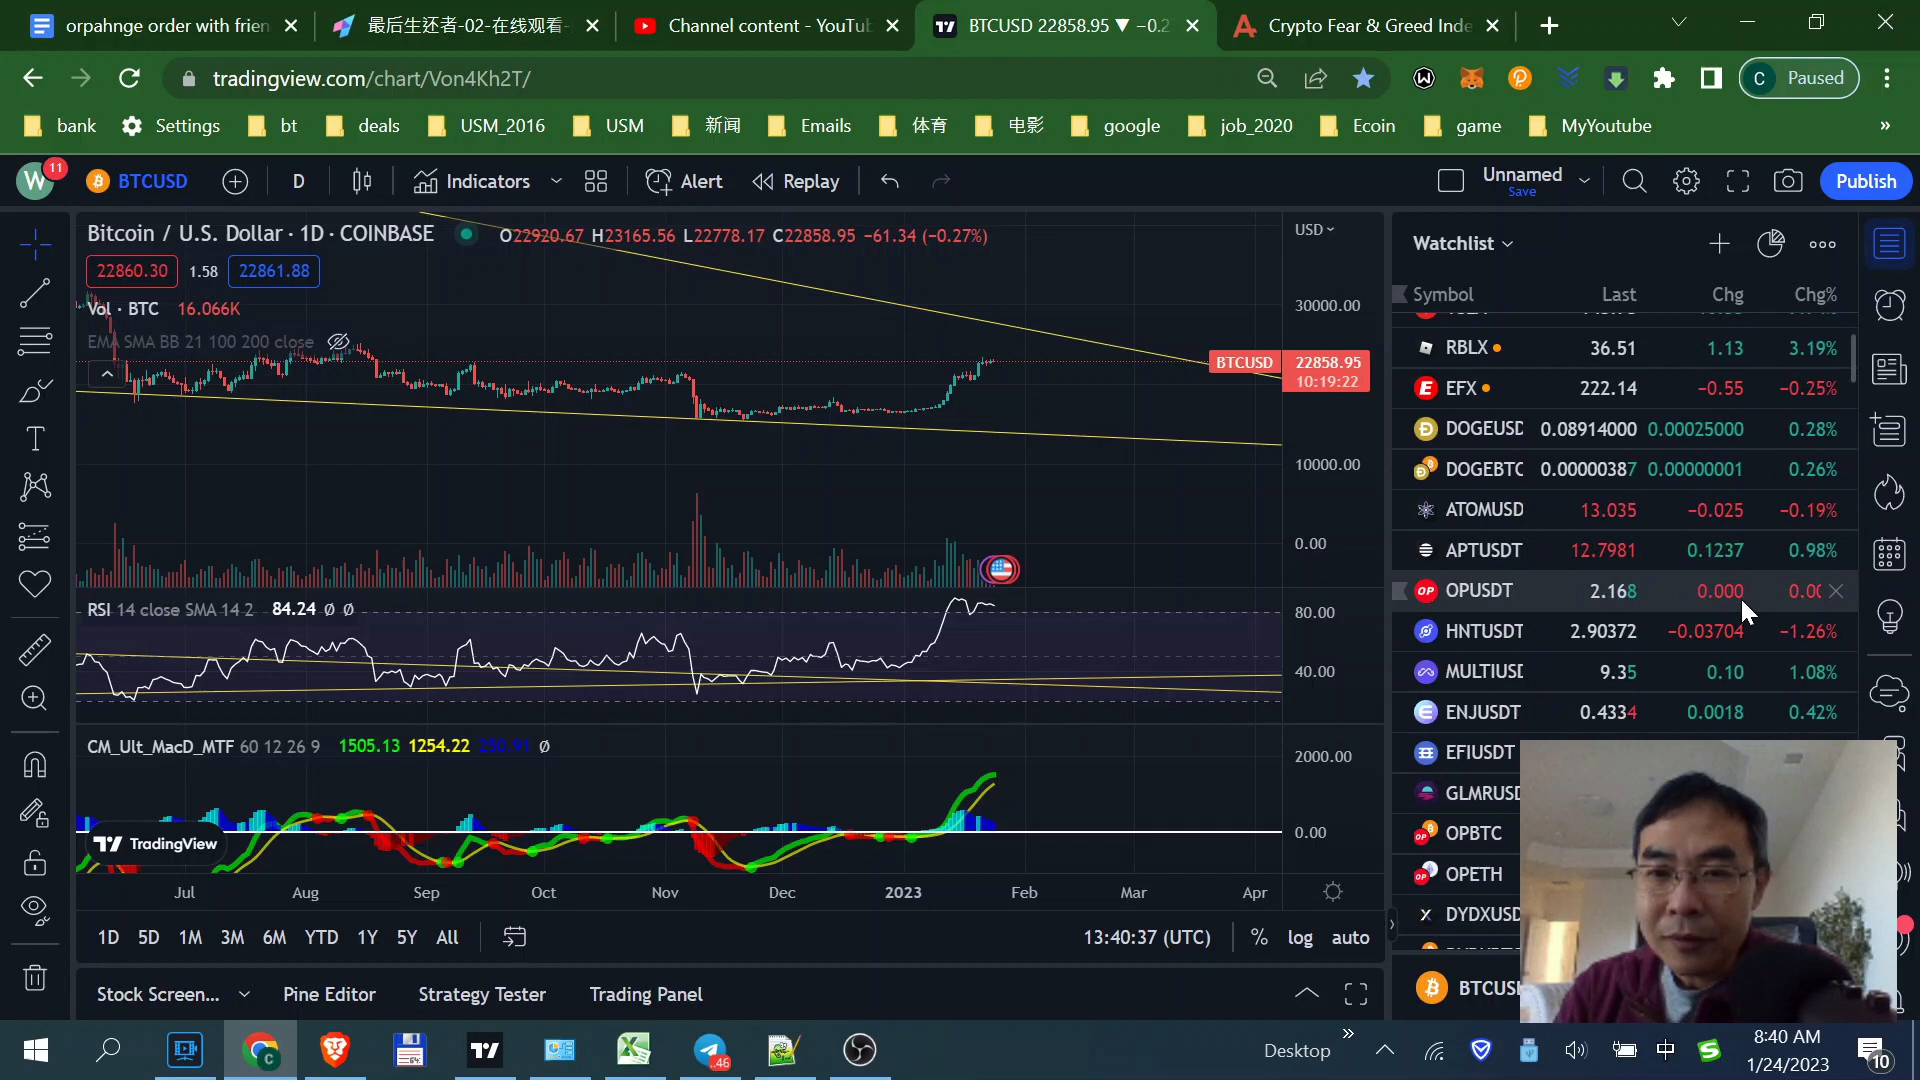 orpahnge order with frien
最后生还者-02-在线观看-
Channel content - YouTub
BTCUSD 22858.95 ▼ −0.2
Crypto Fear & Greed Inde
tradingview.com/chart/Von4Kh2T/
C Paused
bank Settings bt deals USM_2016 USM 新闻 Emails 体育 电影 google job_2020 Ecoin game MyYoutube »
W 11 BTCUSD D Indicators Alert Replay Unnamed Save Publish
Bitcoin / U.S. Dollar · 1D · COINBASE O22920.67 H23165.56 L22778.17 C22858.95 −61.34 (−0.27%) USD
22860.30 1.58 22861.88
Vol · BTC 16.066K
EMA SMA BB 21 100 200 close
30000.00
BTCUSD 22858.95
10:19:22
10000.00
0.00
RSI 14 close SMA 14 2 84.24 Ø Ø
80.00
40.00
CM_Ult_MacD_MTF 60 12 26 9 1505.13 1254.22 250.91 Ø
2000.00
0.00
TradingView
Jul Aug Sep Oct Nov Dec 2023 Feb Mar Apr
1D 5D 1M 3M 6M YTD 1Y 5Y All 13:40:37 (UTC) % log auto
Stock Screen... Pine Editor Strategy Tester Trading Panel
Watchlist
Symbol Last Chg Chg%
RBLX 36.51 1.13 3.19%
EFX 222.14 −0.55 −0.25%
DOGEUSD 0.08914000 0.00025000 0.28%
DOGEBTC 0.00000387 0.00000001 0.26%
ATOMUSD 13.035 −0.025 −0.19%
APTUSDT 12.7981 0.1237 0.98%
OPUSDT 2.168 0.000 0.00
HNTUSDT 2.90372 −0.03704 −1.26%
MULTIUSD 9.35 0.10 1.08%
ENJUSDT 0.4334 0.0018 0.42%
EFIUSDT
GLMRUSD
OPBTC
OPETH
DYDXUSD
BTCUS
.46
Desktop » 中
8:40 AM
1/24/2023
10